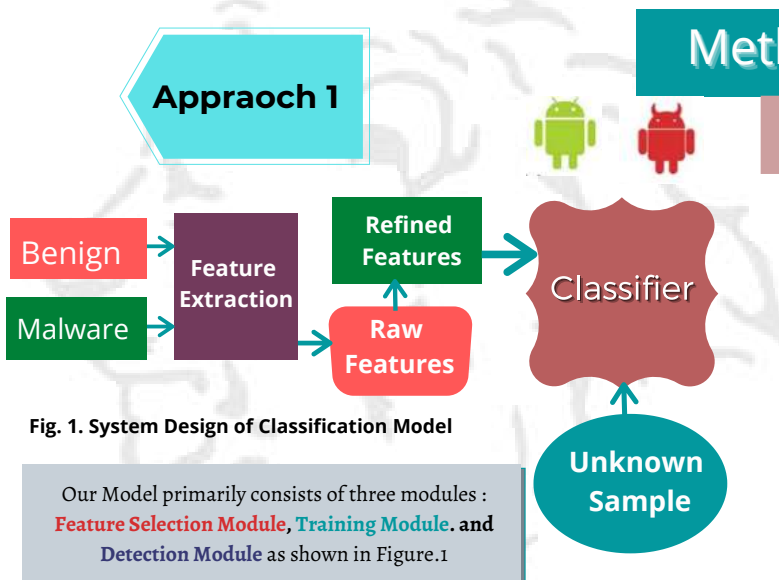 Appraoch 1
Benign
Malware
Feature
Extraction
Raw
Features
Refined
Features
Classifier
Unknown
Sample
Fig. 1. System Design of Classification Model
Our Model primarily consists of three modules :
Feature Selection Module, Training Module. and
Detection Module as shown in Figure.1